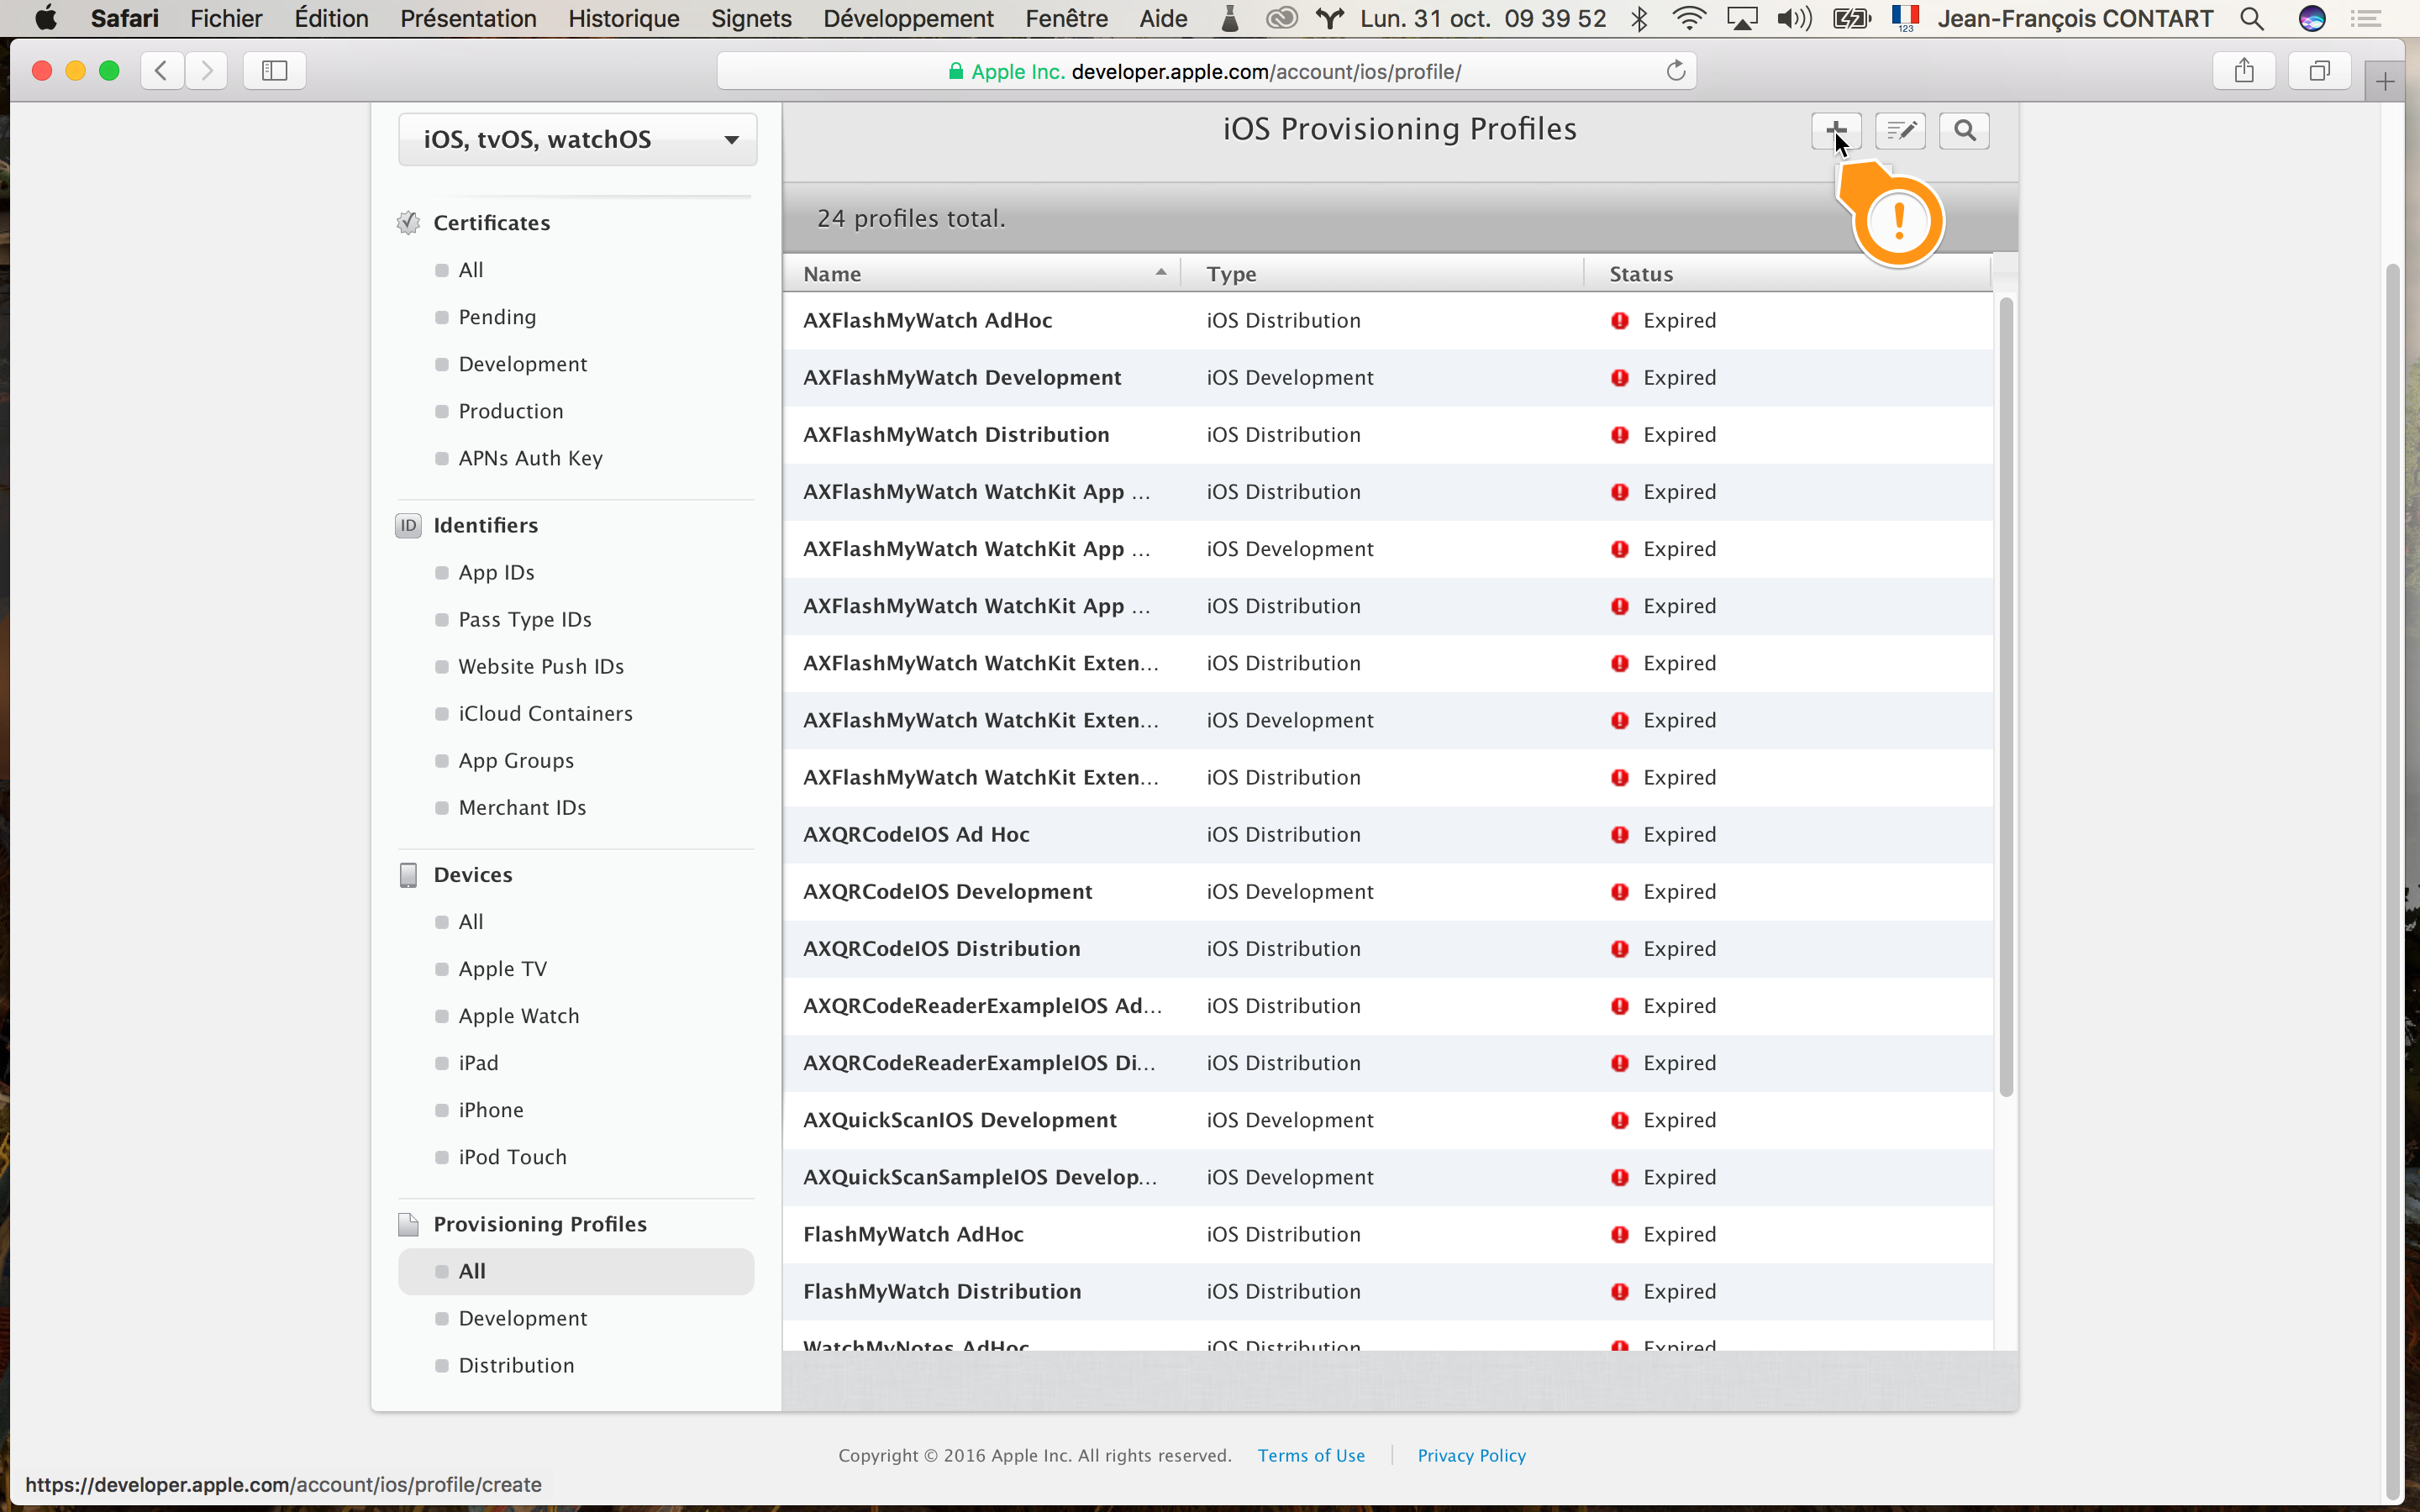 Safari Fichier Édition Présentation Historique Signets Développement Fenêtre Aide Lun. 31 oct. 09 39 52 123 Jean-François CONTART
Apple Inc. developer.apple.com/account/ios/profile/
iOS, tvOS, watchOS
Certificates
All
Pending
Development
Production
APNs Auth Key
ID Identifiers
App IDs
Pass Type IDs
Website Push IDs
iCloud Containers
App Groups
Merchant IDs
Devices
All
Apple TV
Apple Watch
iPad
iPhone
iPod Touch
Provisioning Profiles
All
Development
Distribution
iOS Provisioning Profiles
24 profiles total.
Name Type Status
AXFlashMyWatch AdHoc iOS Distribution Expired
AXFlashMyWatch Development iOS Development Expired
AXFlashMyWatch Distribution iOS Distribution Expired
AXFlashMyWatch WatchKit App ... iOS Distribution Expired
AXFlashMyWatch WatchKit App ... iOS Development Expired
AXFlashMyWatch WatchKit App ... iOS Distribution Expired
AXFlashMyWatch WatchKit Exten... iOS Distribution Expired
AXFlashMyWatch WatchKit Exten... iOS Development Expired
AXFlashMyWatch WatchKit Exten... iOS Distribution Expired
AXQRCodeIOS Ad Hoc iOS Distribution Expired
AXQRCodeIOS Development iOS Development Expired
AXQRCodeIOS Distribution iOS Distribution Expired
AXQRCodeReaderExampleIOS Ad... iOS Distribution Expired
AXQRCodeReaderExampleIOS Di... iOS Distribution Expired
AXQuickScanIOS Development iOS Development Expired
AXQuickScanSampleIOS Develop... iOS Development Expired
FlashMyWatch AdHoc iOS Distribution Expired
FlashMyWatch Distribution iOS Distribution Expired
WatchMyNotes AdHoc iOS Distribution Expired
Copyright © 2016 Apple Inc. All rights reserved. Terms of Use Privacy Policy
https://developer.apple.com/account/ios/profile/create